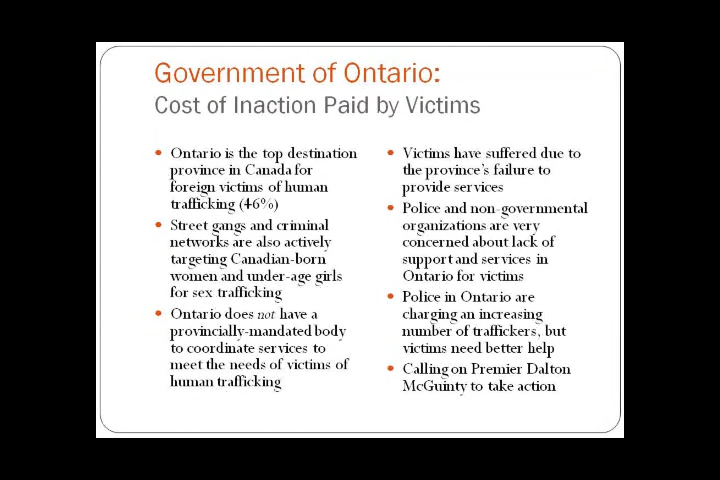 Government of Ontario:
Cost of Inaction Paid by Victims
• Ontario is the top destination
province in Canada for
foreign victims of human
trafficking (46%)
• Street gangs and criminal
networks are also actively
targeting Canadian-born
women and under-age girls
for sex trafficking
• Ontario does not have a
provincially-mandated body
to coordinate services to
meet the needs of victims of
human trafficking
• Victims have suffered due to
the province's failure to
provide services
• Police and non-governmental
organizations are very
concerned about lack of
support and services in
Ontario for victims
• Police in Ontario are
charging an increasing
number of traffickers, but
victims need better help
• Calling on Premier Dalton
McGuinty to take action